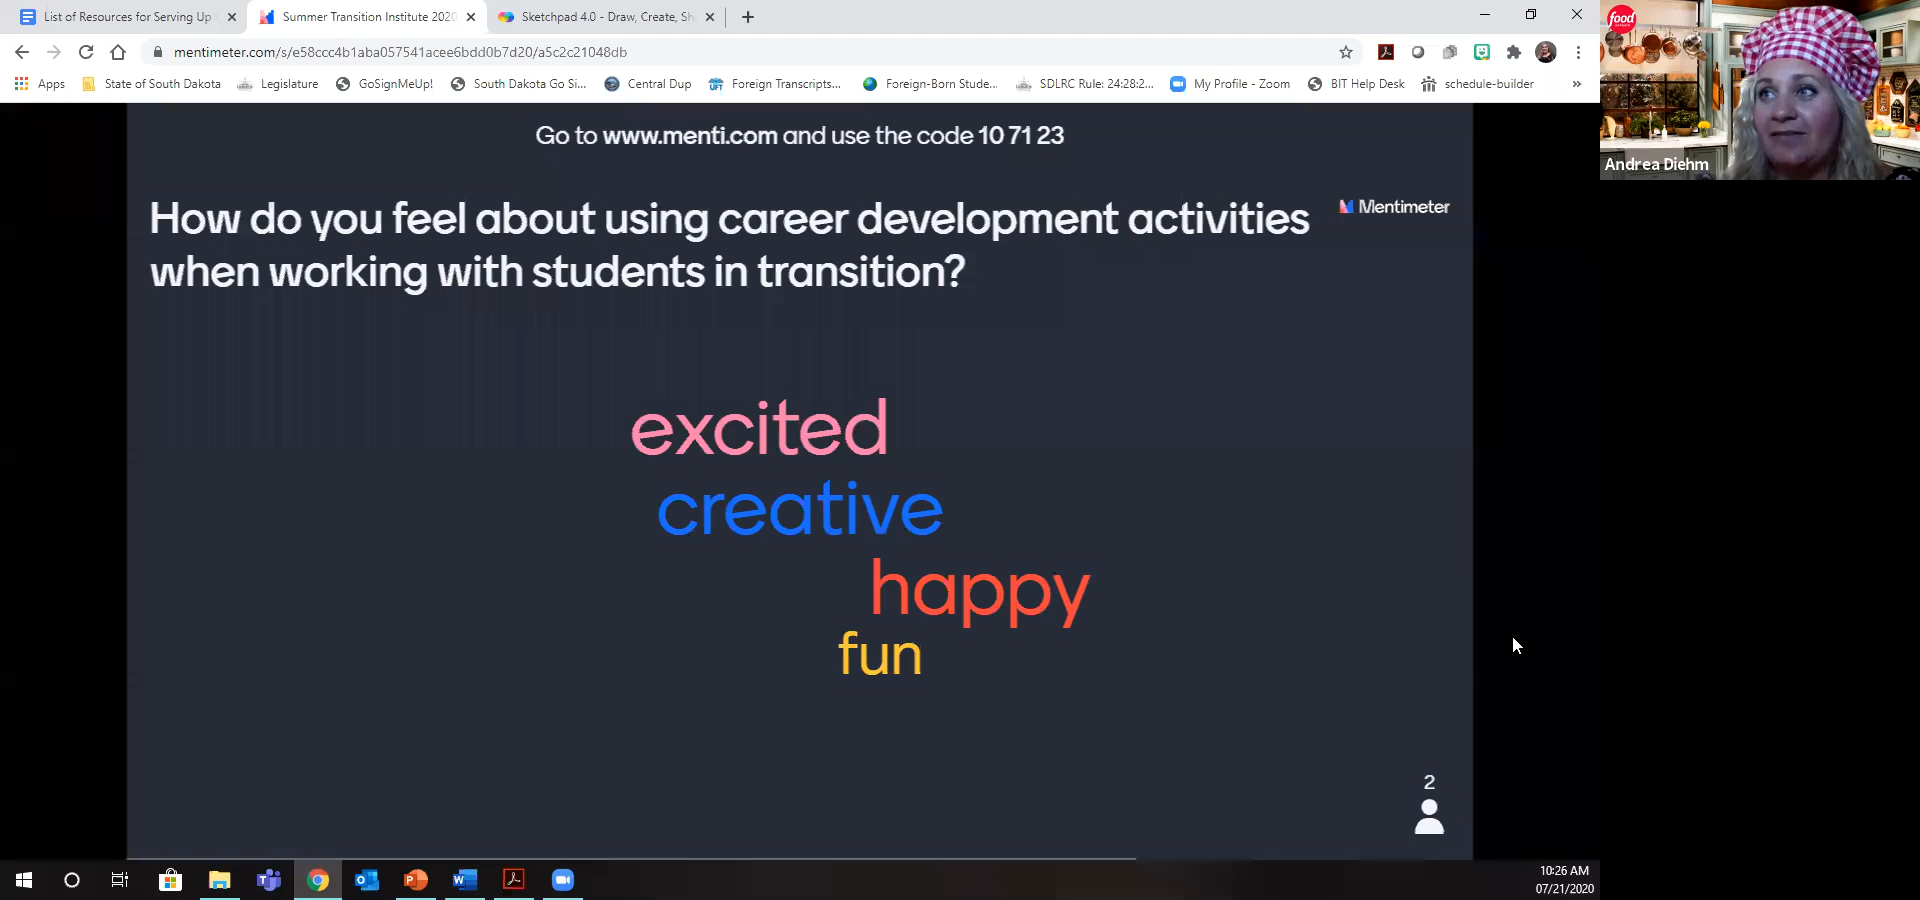 List of Resources for Serving Up
Summer Transition Institute 2020
Sketchpad 4.0 - Draw, Create, Sh
mentimeter.com/s/e58ccc4b1aba057541acee6bdd0b7d20/a5c2c21048db
Apps
State of South Dakota
Legislature
GoSignMeUp!
South Dakota Go Si...
Central Dup
Foreign Transcripts...
Foreign-Born Stude...
SDLRC Rule: 24:28:2...
My Profile - Zoom
BIT Help Desk
schedule-builder
»
food
Andrea Diehm
Go to www.menti.com and use the code 10 71 23
How do you feel about using career development activities
when working with students in transition?
Mentimeter
excited
creative
happy
fun
2
10:26 AM
07/21/2020